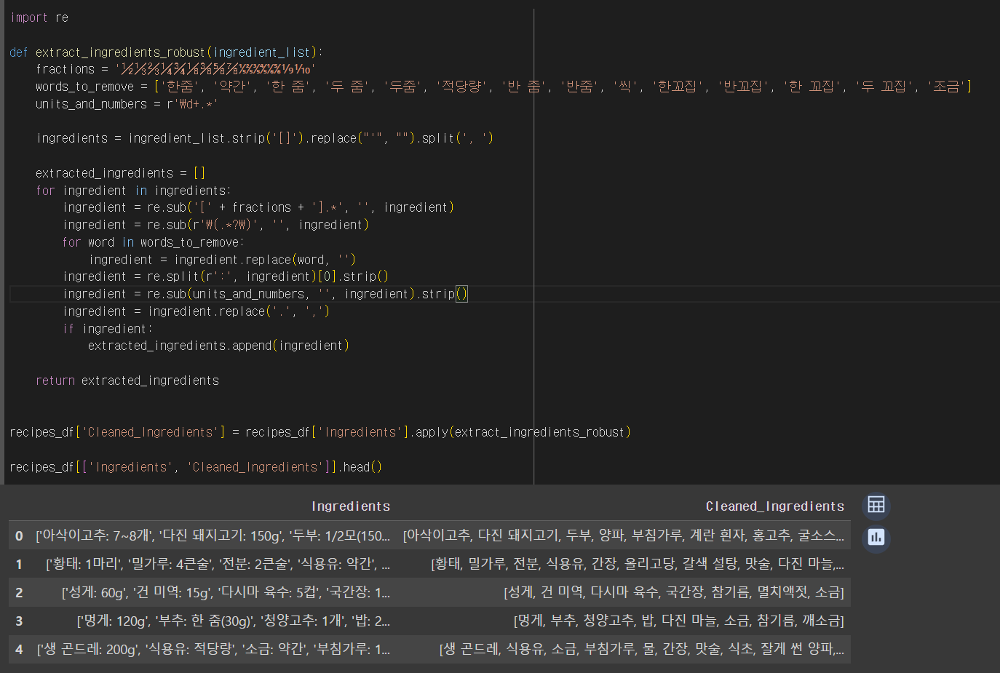 import re
def extract_ingredients_robust(ingredient_list):
fractions = '½⅓⅔¼¾⅛⅜⅝⅞⅕⅖⅗⅘⅙⅚⅑⅒'
words_to_remove = ['한줌', '약간', '한 줌', '두 줌', '두줌', '적당량', '반 줌', '반줌', '씩', '한꼬집', '반꼬집', '한 꼬집', '두 꼬집', '조금']
units_and_numbers = r'\d+.*'
ingredients = ingredient_list.strip('[]').replace("'", "").split(', ')
extracted_ingredients = []
for ingredient in ingredients:
ingredient = re.sub('[' + fractions + '].*', '', ingredient)
ingredient = re.sub(r'\(.*?\)', '', ingredient)
for word in words_to_remove:
ingredient = ingredient.replace(word, '')
ingredient = re.split(r':', ingredient)[0].strip()
ingredient = re.sub(units_and_numbers, '', ingredient).strip()
ingredient = ingredient.replace('.', ',')
if ingredient:
extracted_ingredients.append(ingredient)
return extracted_ingredients
recipes_df['Cleaned_Ingredients'] = recipes_df['Ingredients'].apply(extract_ingredients_robust)
recipes_df[['Ingredients', 'Cleaned_Ingredients']].head()
Ingredients Cleaned_Ingredients
0 ['아삭이고추: 7~8개', '다진 돼지고기: 150g', '두부: 1/2모(150... [아삭이고추, 다진 돼지고기, 두부, 양파, 부침가루, 계란 흰자, 홍고추, 굴소스...
1 ['황태: 1마리', '밀가루: 4큰술', '전분: 2큰술', '식용유: 약간', ... [황태, 밀가루, 전분, 식용유, 간장, 올리고당, 갈색 설탕, 맛술, 다진 마늘,...
2 ['성게: 60g', '건 미역: 15g', '다시마 육수: 5컵', '국간장: 1... [성게, 건 미역, 다시마 육수, 국간장, 참기름, 멸치액젓, 소금]
3 ['멍게: 120g', '부추: 한 줌(30g)', '청양고추: 1개', '밥: 2... [멍게, 부추, 청양고추, 밥, 다진 마늘, 소금, 참기름, 깨소금]
4 ['생 곤드레: 200g', '식용유: 적당량', '소금: 약간', '부침가루: 1... [생 곤드레, 식용유, 소금, 부침가루, 물, 간장, 맛술, 식초, 잘게 썬 양파,...